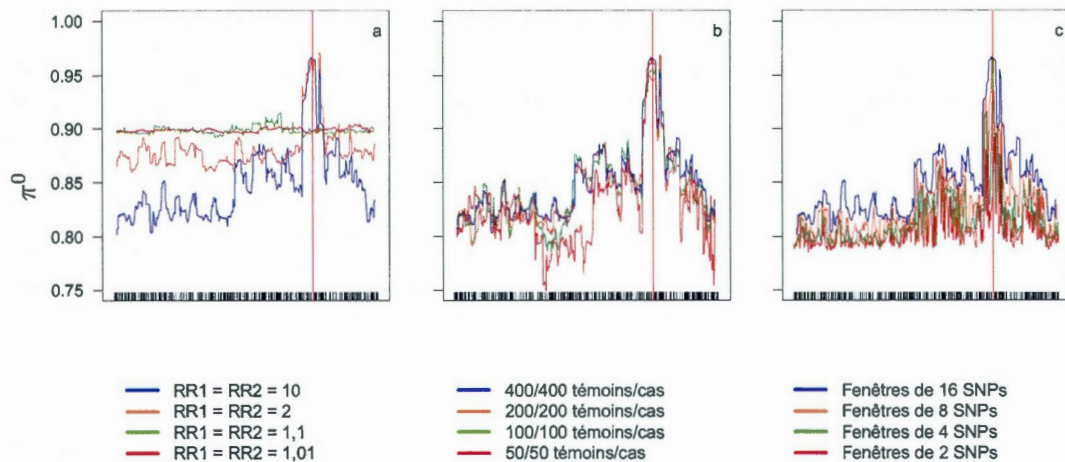 1.00
0.95
0.90
0.85
0.80
0.75
π⁰
a
b
c
RR1 = RR2 = 10
RR1 = RR2 = 2
RR1 = RR2 = 1,1
RR1 = RR2 = 1,01
400/400 témoins/cas
200/200 témoins/cas
100/100 témoins/cas
50/50 témoins/cas
Fenêtres de 16 SNPs
Fenêtres de 8 SNPs
Fenêtres de 4 SNPs
Fenêtres de 2 SNPs